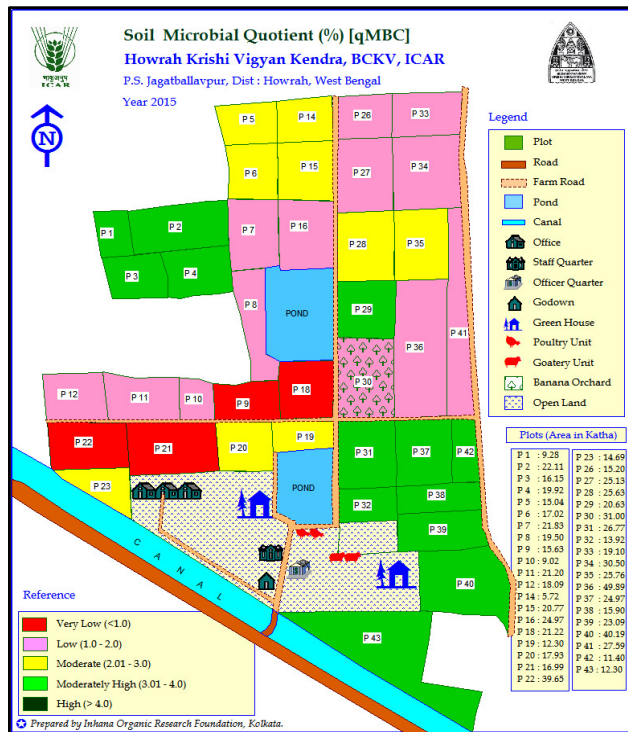 Soil Microbial Quotient (%) [qMBC]
Howrah Krishi Vigyan Kendra, BCKV, ICAR
P.S. Jagatballavpur, Dist : Howrah, West Bengal
Year 2015
ICAR
N
Legend
Plot
Road
Farm Road
Pond
Canal
Office
Staff Quarter
Officer Quarter
Godown
Green House
Poultry Unit
Goatery Unit
Banana Orchard
Open Land
P 5
P 14
P 26
P 33
P 6
P 15
P 27
P 34
P 1
P 2
P 7
P 16
P 28
P 35
P 3
P 4
P 8
POND
P 29
P 36
P 41
P 12
P 11
P 10
P 9
P 18
P 30
P 22
P 21
P 20
P 19
P 31
P 37
P 42
P 23
POND
P 32
P 38
P 39
P 40
P 43
CANAL
Plots (Area in Katha)
P 1 : 9.28
P 2 : 22.11
P 3 : 16.15
P 4 : 19.92
P 5 : 15.04
P 6 : 17.02
P 7 : 21.83
P 8 : 19.50
P 9 : 15.63
P 10 : 9.02
P 11 : 21.20
P 12 : 18.09
P 14 : 5.72
P 15 : 20.77
P 16 : 24.97
P 18 : 21.22
P 19 : 12.30
P 20 : 17.93
P 21 : 16.99
P 22 : 39.65
P 23 : 14.69
P 26 : 15.20
P 27 : 25.13
P 28 : 25.63
P 29 : 20.63
P 30 : 31.00
P 31 : 26.77
P 32 : 13.92
P 33 : 19.10
P 34 : 30.50
P 35 : 25.76
P 36 : 49.89
P 37 : 24.97
P 38 : 15.90
P 39 : 23.09
P 40 : 40.19
P 41 : 27.59
P 42 : 11.40
P 43 : 12.30
Reference
Very Low (<1.0)
Low (1.0 - 2.0)
Moderate (2.01 - 3.0)
Moderately High (3.01 - 4.0)
High (> 4.0)
Prepared by Inhana Organic Research Foundation, Kolkata.